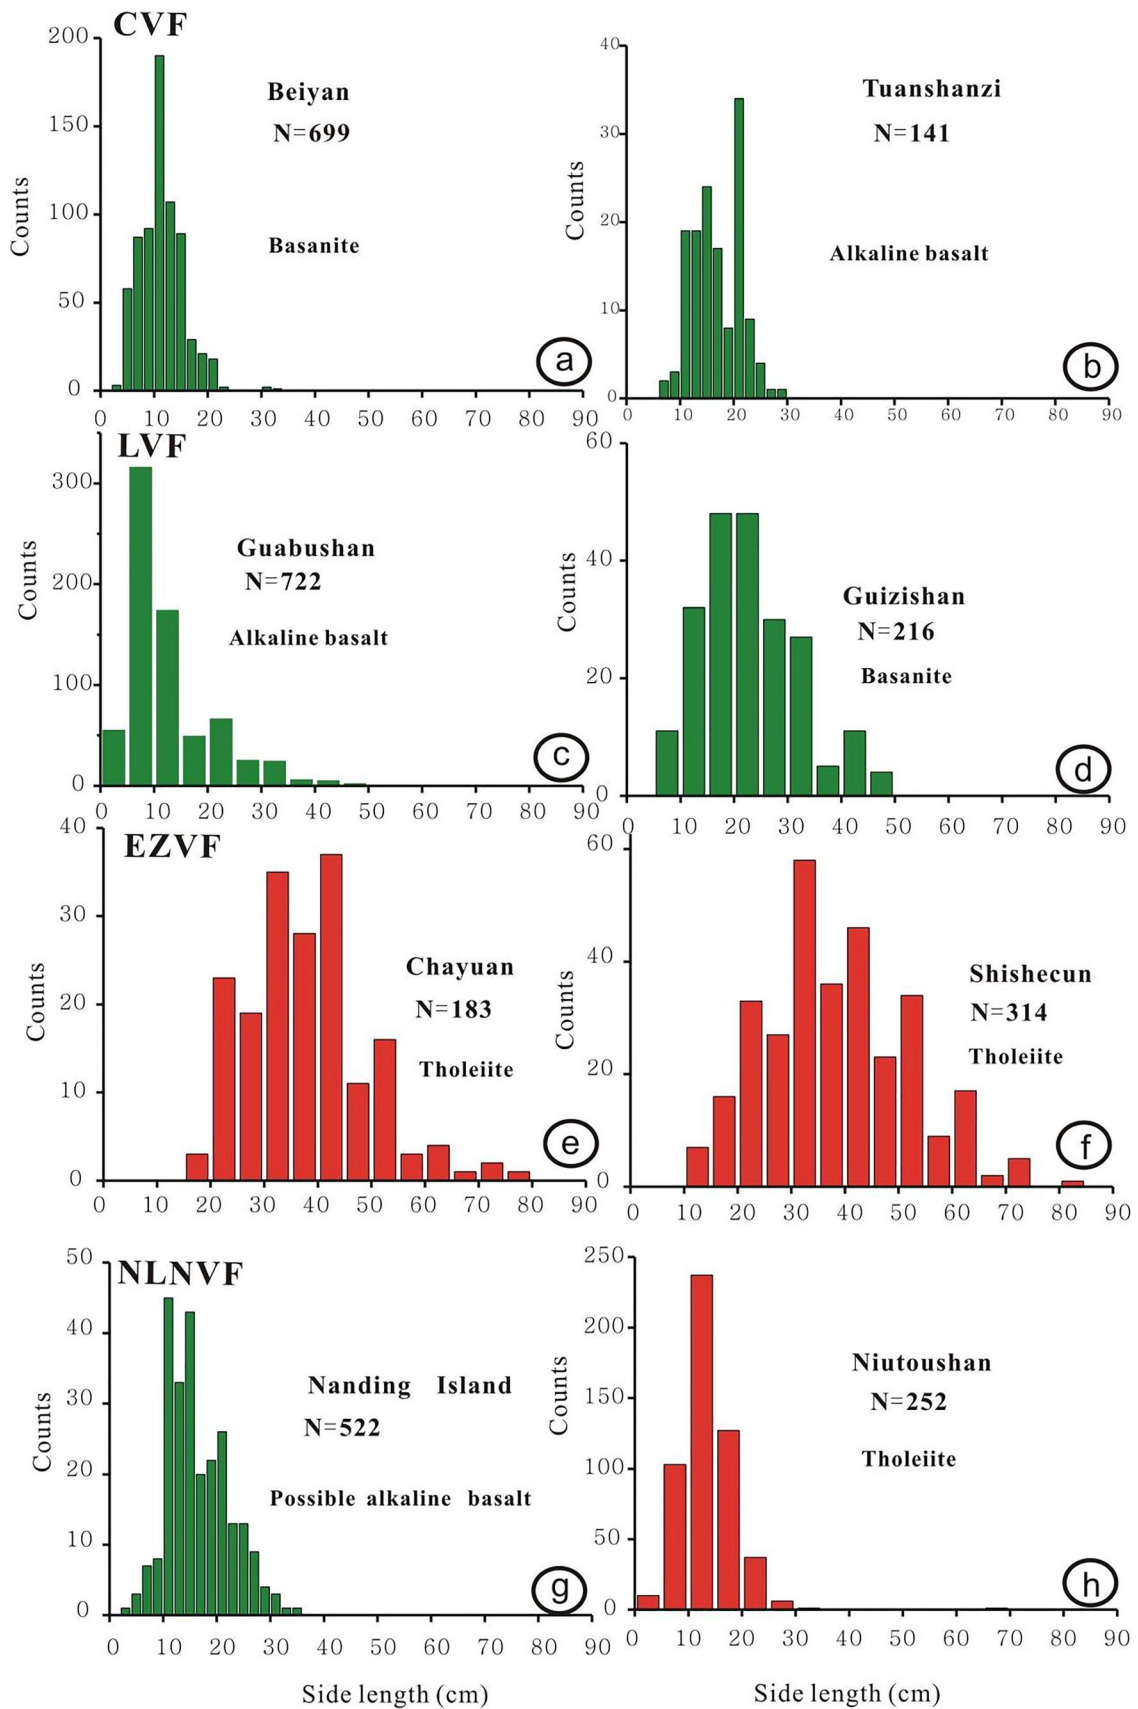 CVF
200
150
100
50
0
Counts
Beiyan
N=699
Basanite
a
0 10 20 30 40 50 60 70 80 90
40
30
20
10
0
Counts
Tuanshanzi
N=141
Alkaline basalt
b
0 10 20 30 40 50 60 70 80 90
LVF
300
200
100
0
Counts
Guabushan
N=722
Alkaline basalt
c
0 10 20 30 40 50 60 70 80 90
60
40
20
0
Counts
Guizishan
N=216
Basanite
d
0 10 20 30 40 50 60 70 80 90
EZVF
40
30
20
10
0
Counts
Chayuan
N=183
Tholeiite
e
0 10 20 30 40 50 60 70 80 90
60
40
20
0
Counts
Shishecun
N=314
Tholeiite
f
0 10 20 30 40 50 60 70 80 90
NLNVF
50
40
30
20
10
0
Counts
Nanding Island
N=522
Possible alkaline basalt
g
0 10 20 30 40 50 60 70 80 90
Side length (cm)
250
200
150
100
50
0
Counts
Niutoushan
N=252
Tholeiite
h
0 10 20 30 40 50 60 70 80 90
Side length (cm)